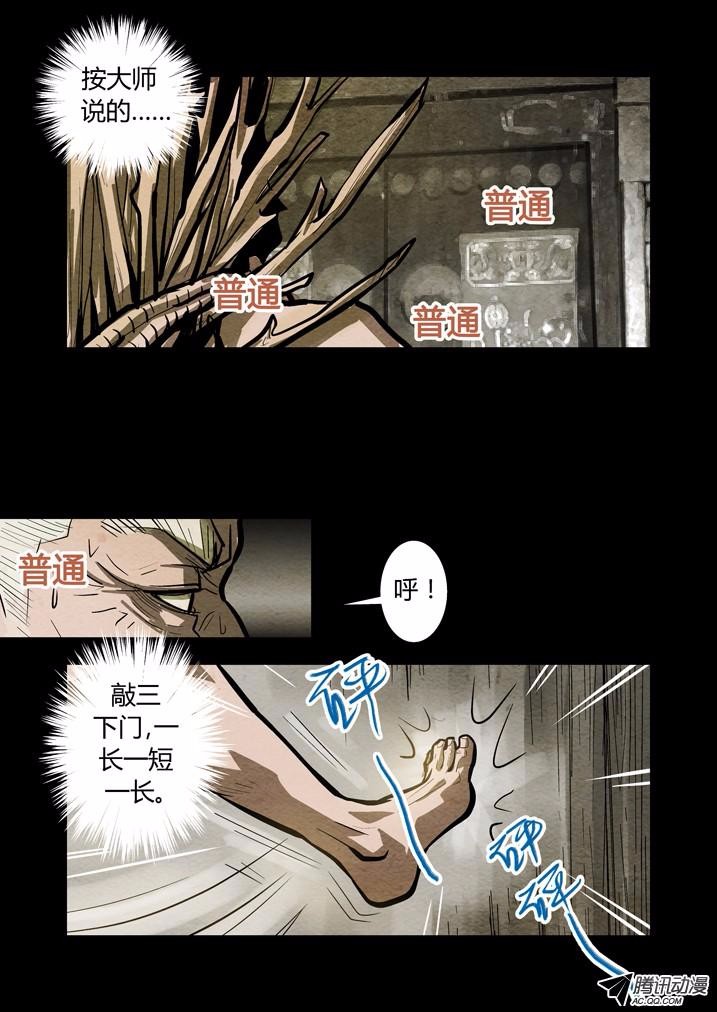 按大师
说的……
普通
普通
普通
普通
呼！
敲三
下门,一
长一短
一长。
砰
砰
砰
腾讯动漫
AC.QQ.COM